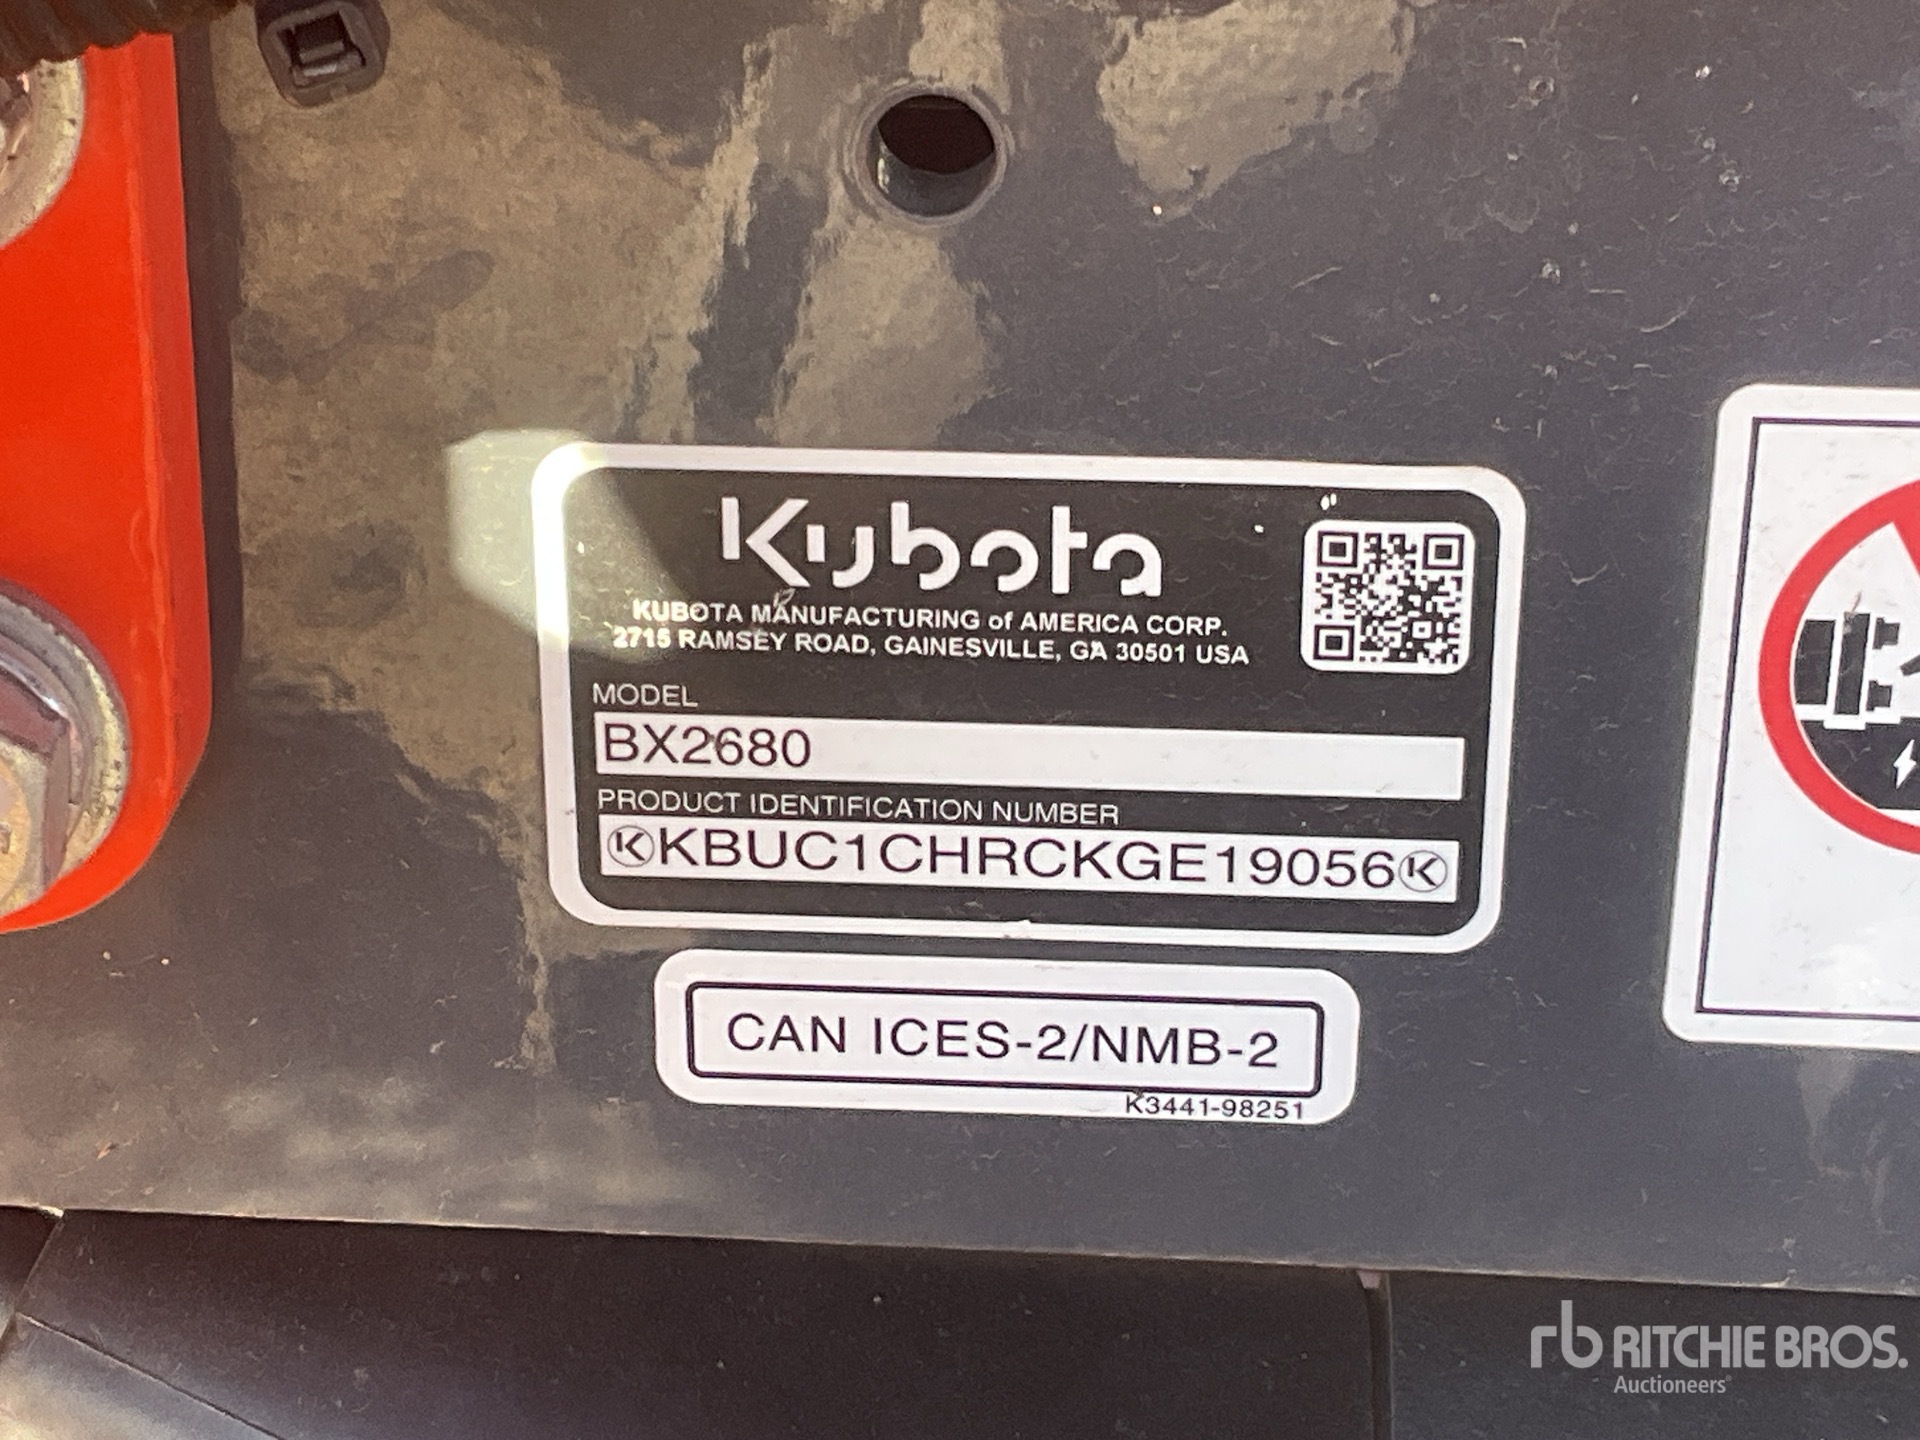 Kubota
KUBOTA MANUFACTURING of AMERICA CORP.
2715 RAMSEY ROAD, GAINESVILLE, GA 30501 USA
MODEL
BX2680
PRODUCT IDENTIFICATION NUMBER
KBUC1CHRCKGE19056
CAN ICES-2/NMB-2
K3441-98251
rb RITCHIE BROS.
Auctioneers